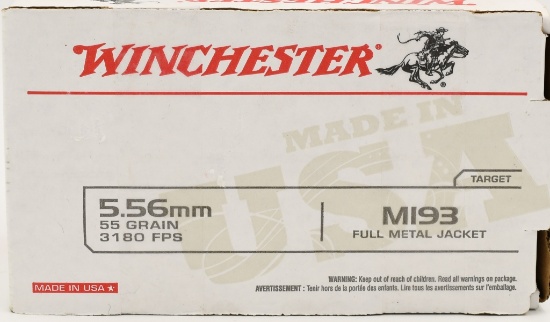 WINCHESTER®
MADE IN
USA
TARGET
5.56mm
55 GRAIN
3180 FPS
M193
FULL METAL JACKET
WARNING: Keep out of reach of children. Read all warnings on package.
AVERTISSEMENT : Tenir hors de la portée des enfants. Lire tous les avertissements sur l'emballage.
MADE IN USA★